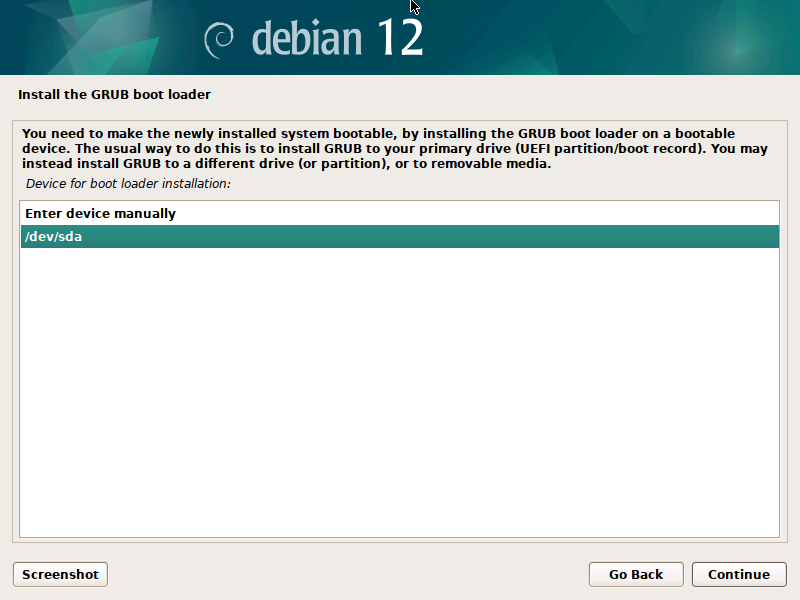 debian 12
Install the GRUB boot loader
You need to make the newly installed system bootable, by installing the GRUB boot loader on a bootable
device. The usual way to do this is to install GRUB to your primary drive (UEFI partition/boot record). You may
instead install GRUB to a different drive (or partition), or to removable media.
Device for boot loader installation:
Enter device manually
/dev/sda
Screenshot
Go Back
Continue